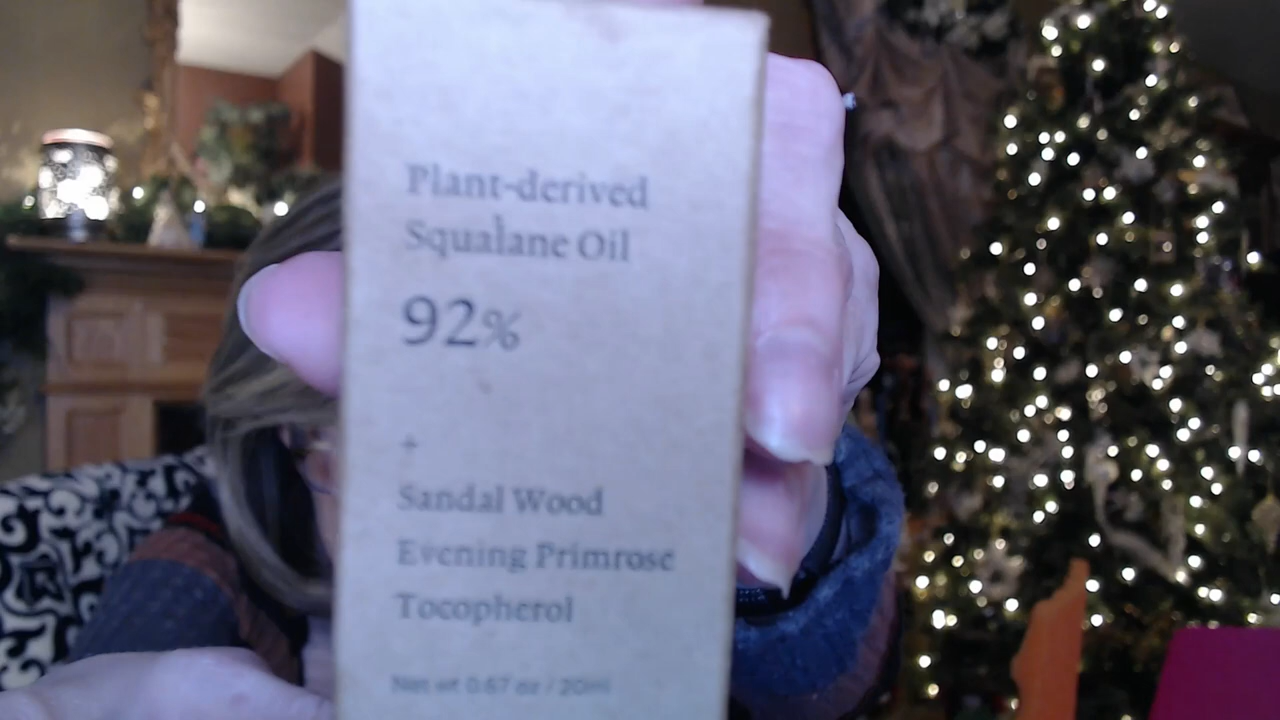 Plant-derived
Squalane Oil
92%
+
Sandal Wood
Evening Primrose
Tocopherol
Net wt 0.67 oz / 20ml